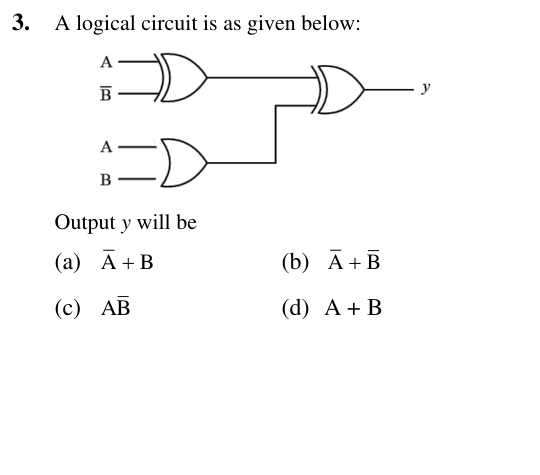 3. A logical circuit is as given below:
A
B̅
y
A
B
Output y will be
(a) A̅ + B
(b) A̅ + B̅
(c) AB̅
(d) A + B